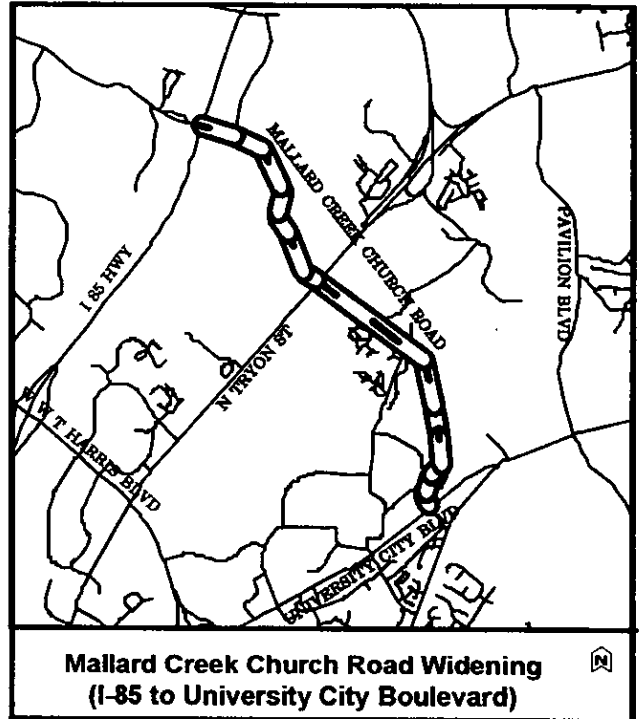 MALLARD CREEK CHURCH ROAD
PAVILION BLVD
I 85 HWY
N TRYON ST
W W T HARRIS BLVD
UNIVERSITY CITY BLVD
Mallard Creek Church Road Widening
(I-85 to University City Boulevard)
N